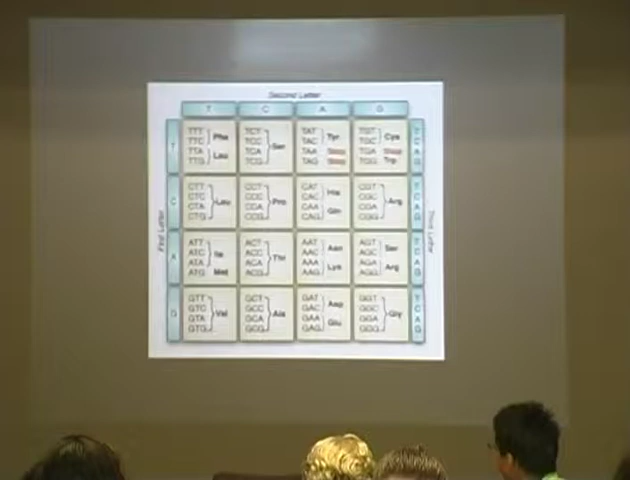 Second Letter
T C A G
First Letter
T
TTT TTC Phe
TTA TTG Leu
TCT TCC TCA TCG Ser
TAT TAC Tyr
TAA Stop
TAG Stop
TGT TGC Cys
TGA Stop
TGG Trp
T C A G
C
CTT CTC CTA CTG Leu
CCT CCC CCA CCG Pro
CAT CAC His
CAA CAG Gln
CGT CGC CGA CGG Arg
T C A G
A
ATT ATC ATA Ile
ATG Met
ACT ACC ACA ACG Thr
AAT AAC Asn
AAA AAG Lys
AGT AGC Ser
AGA AGG Arg
T C A G
G
GTT GTC GTA GTG Val
GCT GCC GCA GCG Ala
GAT GAC Asp
GAA GAG Glu
GGT GGC GGA GGG Gly
T C A G
Third Letter